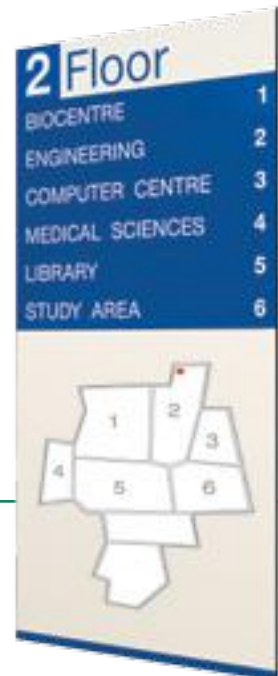 2 Floor
BIOCENTRE 1
ENGINEERING 2
COMPUTER CENTRE 3
MEDICAL SCIENCES 4
LIBRARY 5
STUDY AREA 6
1
2
3
4
5
6